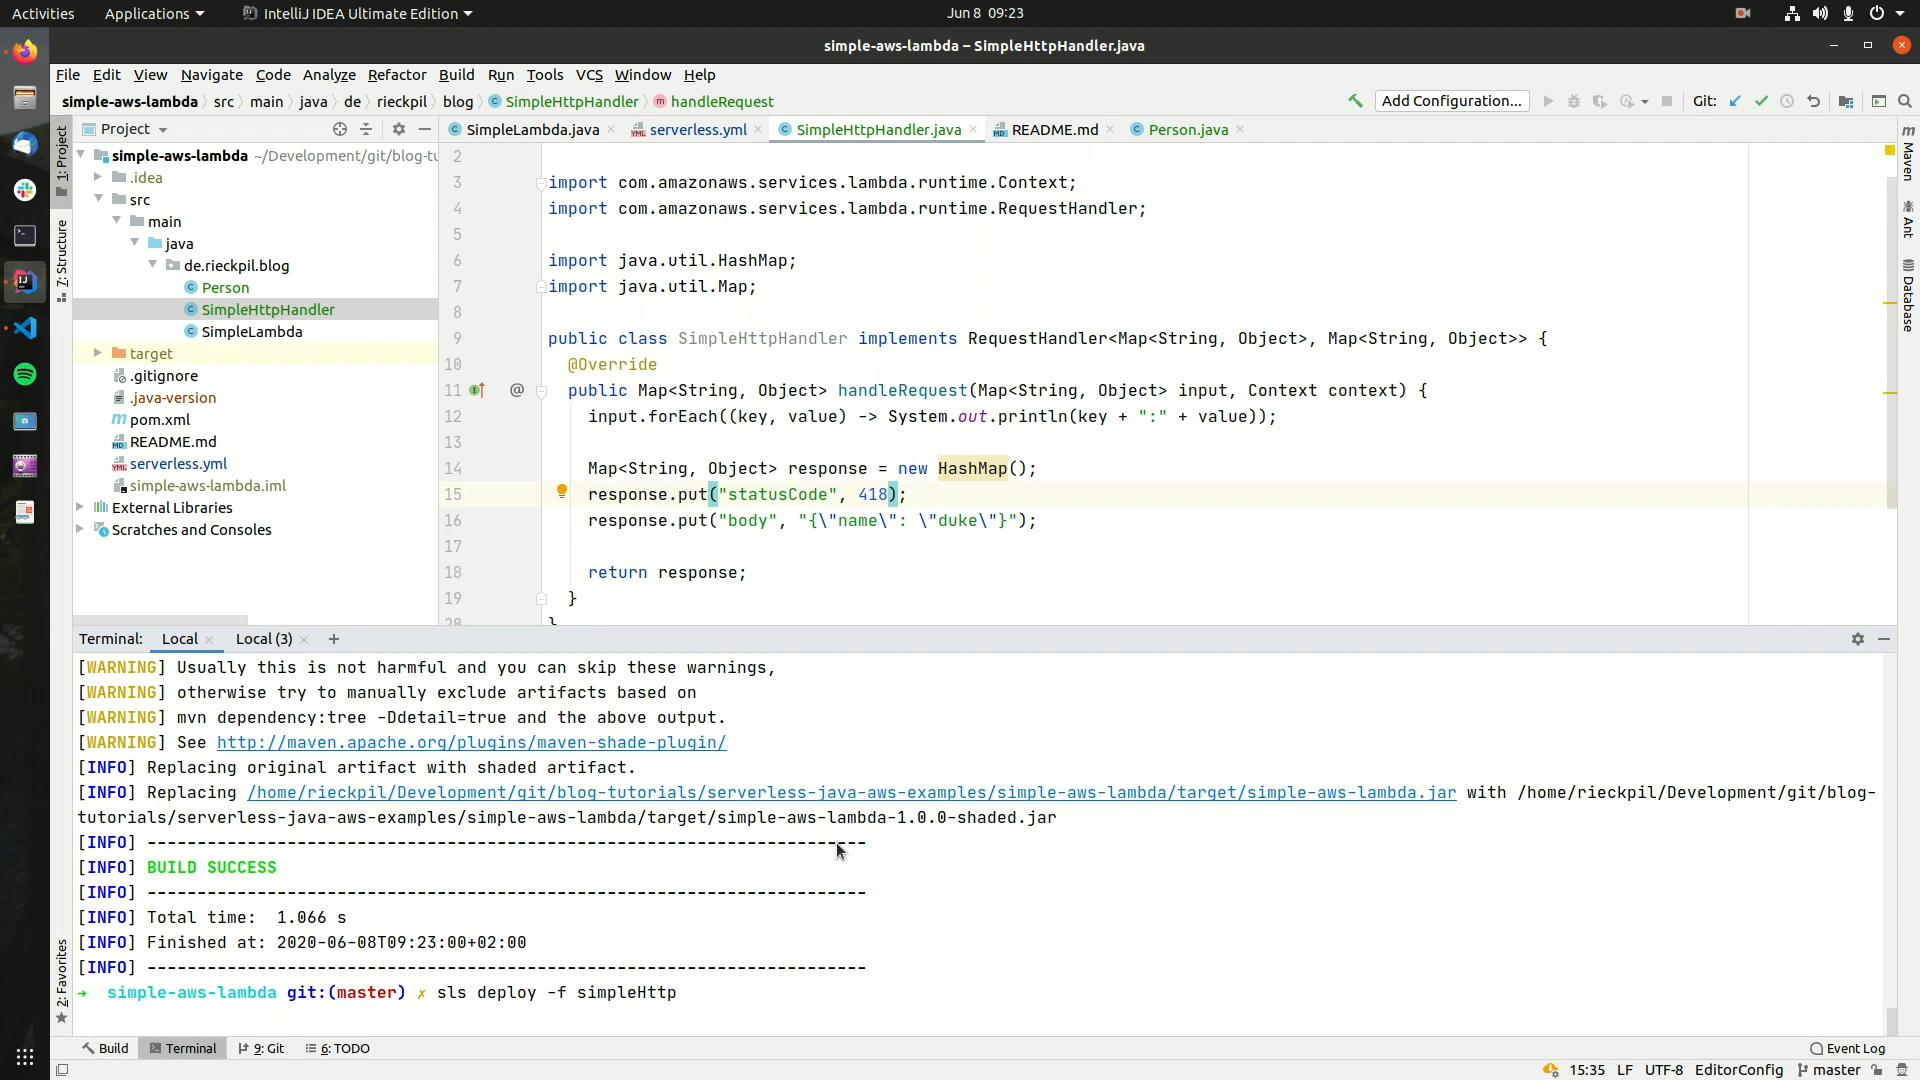 Activities Applications IntelliJ IDEA Ultimate Edition Jun 8 09:23
simple-aws-lambda – SimpleHttpHandler.java
File Edit View Navigate Code Analyze Refactor Build Run Tools VCS Window Help
simple-aws-lambda src main java de rieckpil blog SimpleHttpHandler handleRequest Add Configuration... Git:
Project SimpleLambda.java serverless.yml SimpleHttpHandler.java README.md Person.java
1: Project
7: Structure
2: Favorites
Maven
Ant
Database
simple-aws-lambda ~/Development/git/blog-tu
.idea
src
main
java
de.rieckpil.blog
Person
SimpleHttpHandler
SimpleLambda
target
.gitignore
.java-version
pom.xml
README.md
serverless.yml
simple-aws-lambda.iml
External Libraries
Scratches and Consoles
2
3 import com.amazonaws.services.lambda.runtime.Context;
4 import com.amazonaws.services.lambda.runtime.RequestHandler;
5
6 import java.util.HashMap;
7 import java.util.Map;
8
9 public class SimpleHttpHandler implements RequestHandler<Map<String, Object>, Map<String, Object>> {
10 @Override
11 @ public Map<String, Object> handleRequest(Map<String, Object> input, Context context) {
12 input.forEach((key, value) -> System.out.println(key + ":" + value));
13
14 Map<String, Object> response = new HashMap();
15 response.put("statusCode", 418);
16 response.put("body", "{\"name\": \"duke\"}");
17
18 return response;
19 }
20 }
Terminal: Local Local (3) +
[WARNING] Usually this is not harmful and you can skip these warnings,
[WARNING] otherwise try to manually exclude artifacts based on
[WARNING] mvn dependency:tree -Ddetail=true and the above output.
[WARNING] See http://maven.apache.org/plugins/maven-shade-plugin/
[INFO] Replacing original artifact with shaded artifact.
[INFO] Replacing /home/rieckpil/Development/git/blog-tutorials/serverless-java-aws-examples/simple-aws-lambda/target/simple-aws-lambda.jar with /home/rieckpil/Development/git/blog-
tutorials/serverless-java-aws-examples/simple-aws-lambda/target/simple-aws-lambda-1.0.0-shaded.jar
[INFO] ------------------------------------------------------------------------
[INFO] BUILD SUCCESS
[INFO] ------------------------------------------------------------------------
[INFO] Total time:  1.066 s
[INFO] Finished at: 2020-06-08T09:23:00+02:00
[INFO] ------------------------------------------------------------------------
→ simple-aws-lambda git:(master) ✗ sls deploy -f simpleHttp
Build Terminal 9: Git 6: TODO Event Log
15:35 LF UTF-8 EditorConfig master